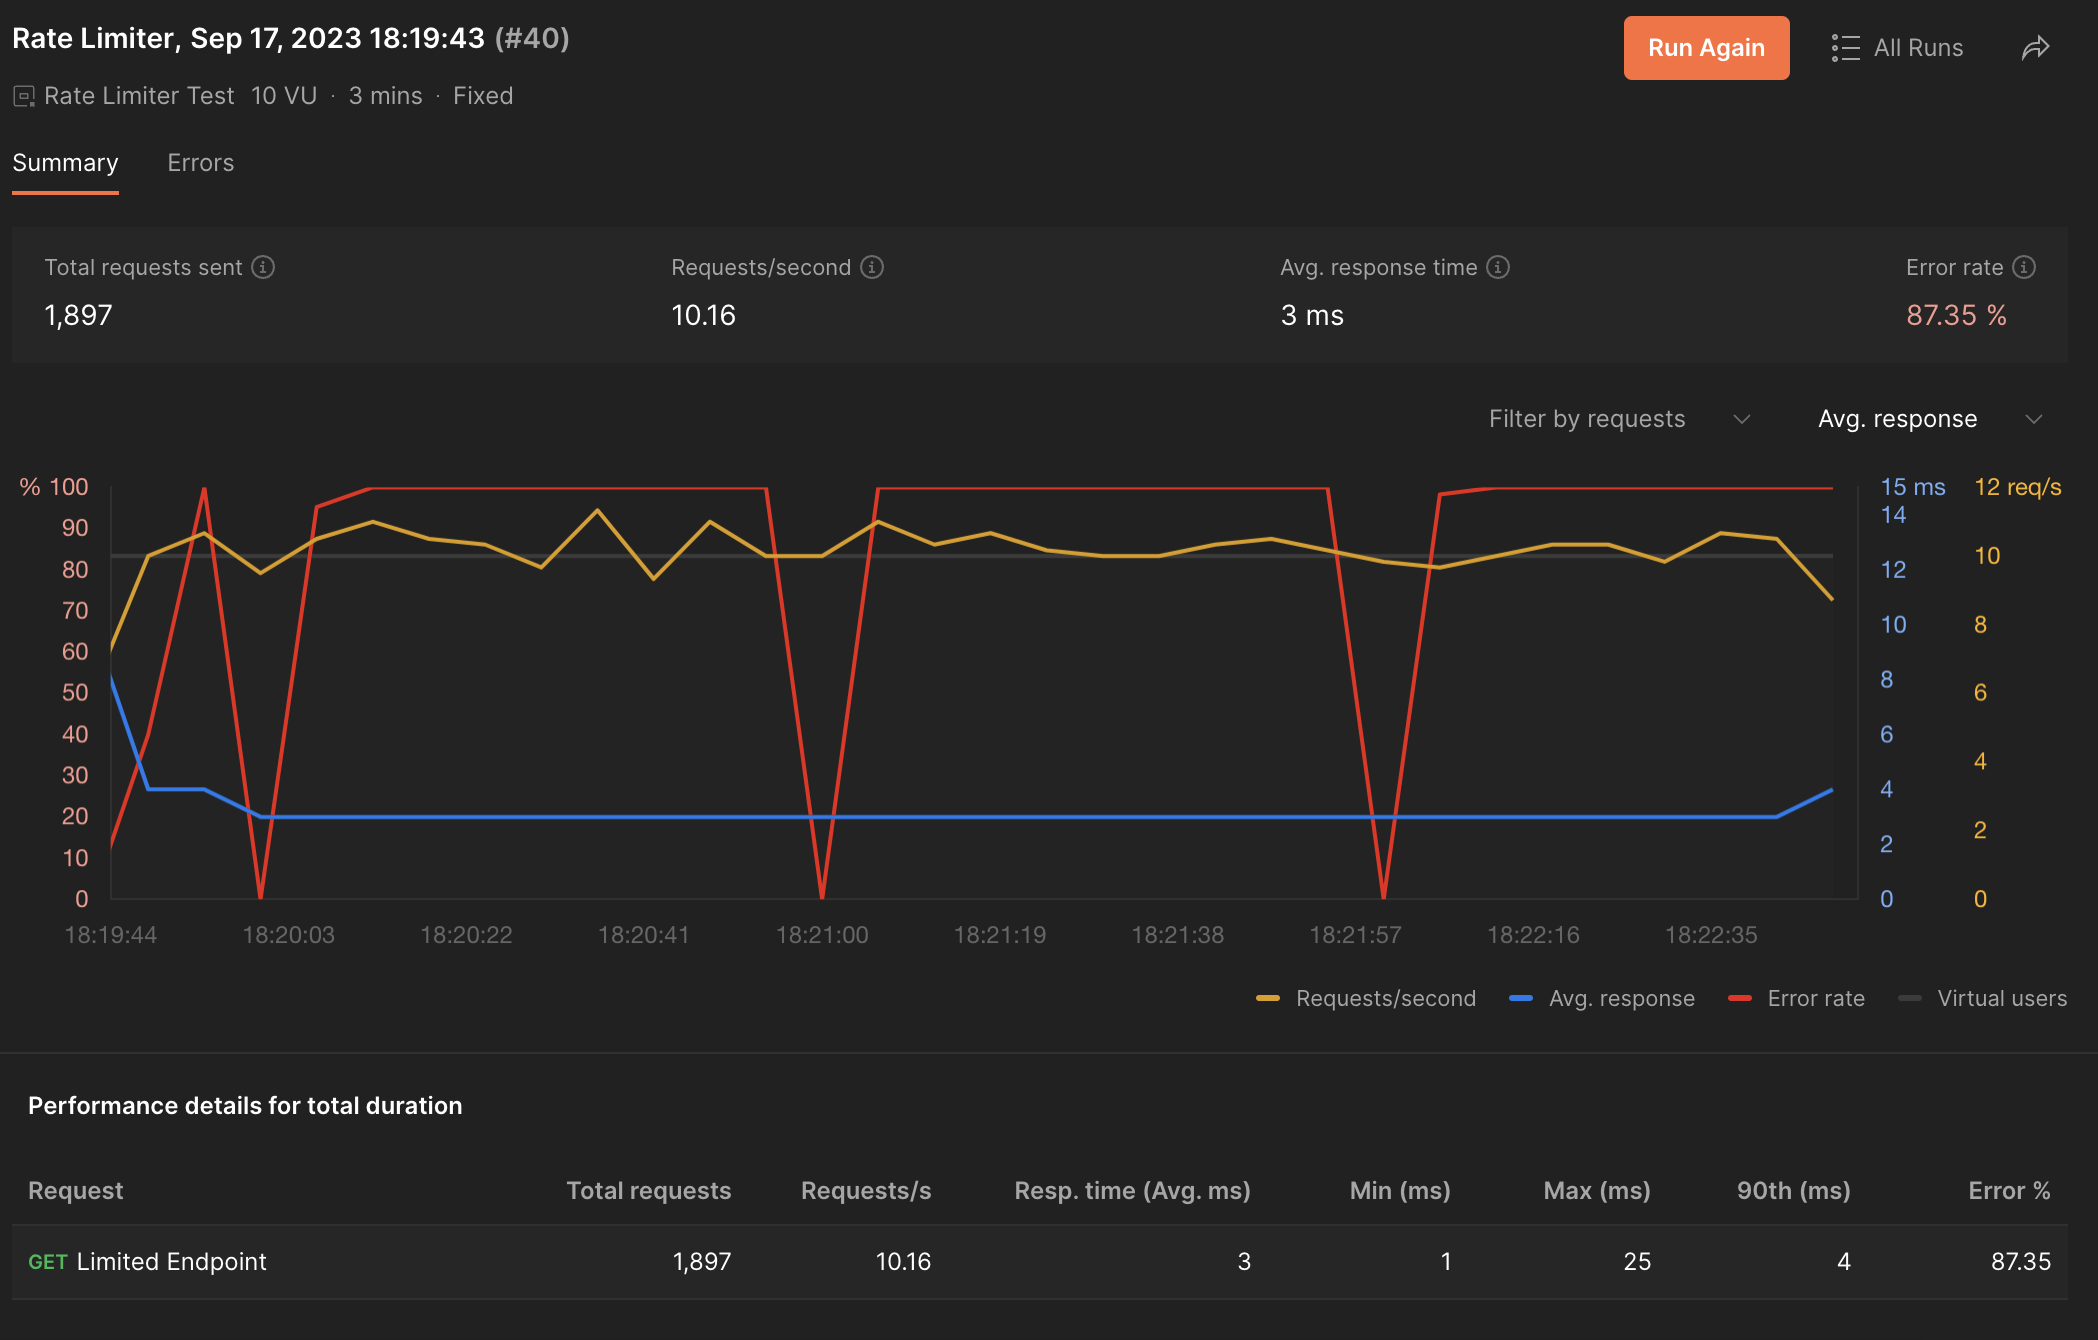 Rate Limiter, Sep 17, 2023 18:19:43 (#40)
Run Again
All Runs
Rate Limiter Test 10 VU · 3 mins · Fixed
Summary Errors
Total requests sent Requests/second Avg. response time Error rate
1,897 10.16 3 ms 87.35 %
Filter by requests Avg. response
% 100
90
80
70
60
50
40
30
20
10
0
15 ms
14
12
10
8
6
4
2
0
12 req/s
10
8
6
4
2
0
18:19:44 18:20:03 18:20:22 18:20:41 18:21:00 18:21:19 18:21:38 18:21:57 18:22:16 18:22:35
Requests/second Avg. response Error rate Virtual users
Performance details for total duration
Request Total requests Requests/s Resp. time (Avg. ms) Min (ms) Max (ms) 90th (ms) Error %
GET Limited Endpoint 1,897 10.16 3 1 25 4 87.35